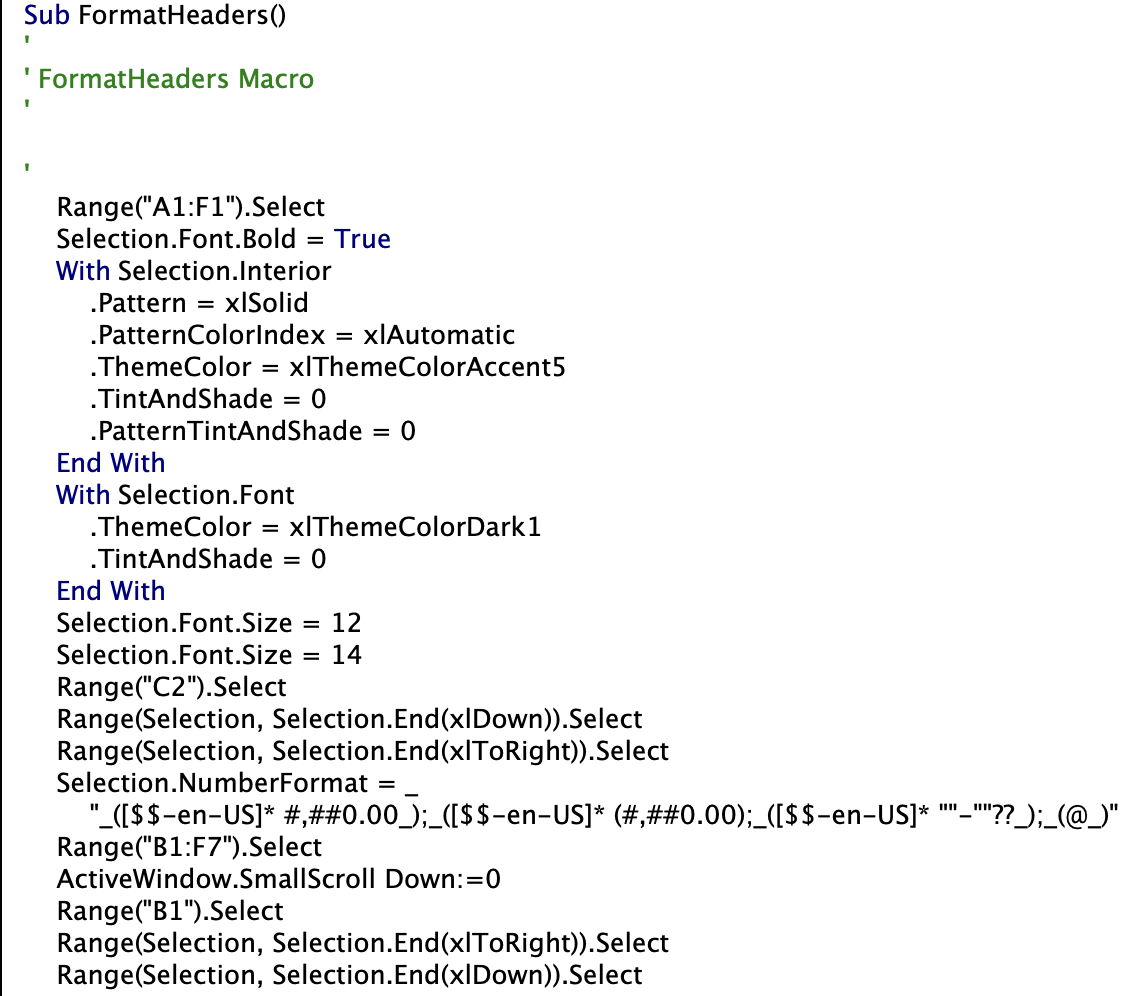 Sub FormatHeaders()
'
' FormatHeaders Macro
'
'
Range("A1:F1").Select
Selection.Font.Bold = True
With Selection.Interior
.Pattern = xlSolid
.PatternColorIndex = xlAutomatic
.ThemeColor = xlThemeColorAccent5
.TintAndShade = 0
.PatternTintAndShade = 0
End With
With Selection.Font
.ThemeColor = xlThemeColorDark1
.TintAndShade = 0
End With
Selection.Font.Size = 12
Selection.Font.Size = 14
Range("C2").Select
Range(Selection, Selection.End(xlDown)).Select
Range(Selection, Selection.End(xlToRight)).Select
Selection.NumberFormat = _
"_([$$-en-US]* #,##0.00_);_([$$-en-US]* (#,##0.00);_([$$-en-US]* ""-""??_);_(@_)"
Range("B1:F7").Select
ActiveWindow.SmallScroll Down:=0
Range("B1").Select
Range(Selection, Selection.End(xlToRight)).Select
Range(Selection, Selection.End(xlDown)).Select